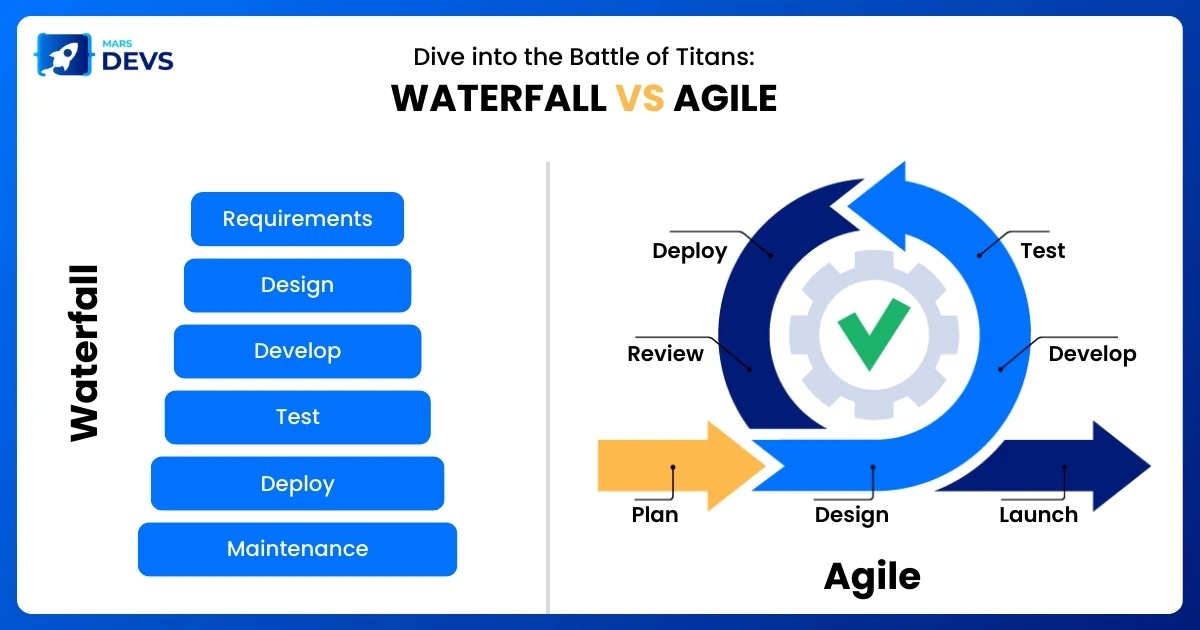 MARS
DEVS
Dive into the Battle of Titans:
WATERFALL VS AGILE
Waterfall
Requirements
Design
Develop
Test
Deploy
Maintenance
Deploy
Test
Review
Develop
Plan
Design
Launch
Agile